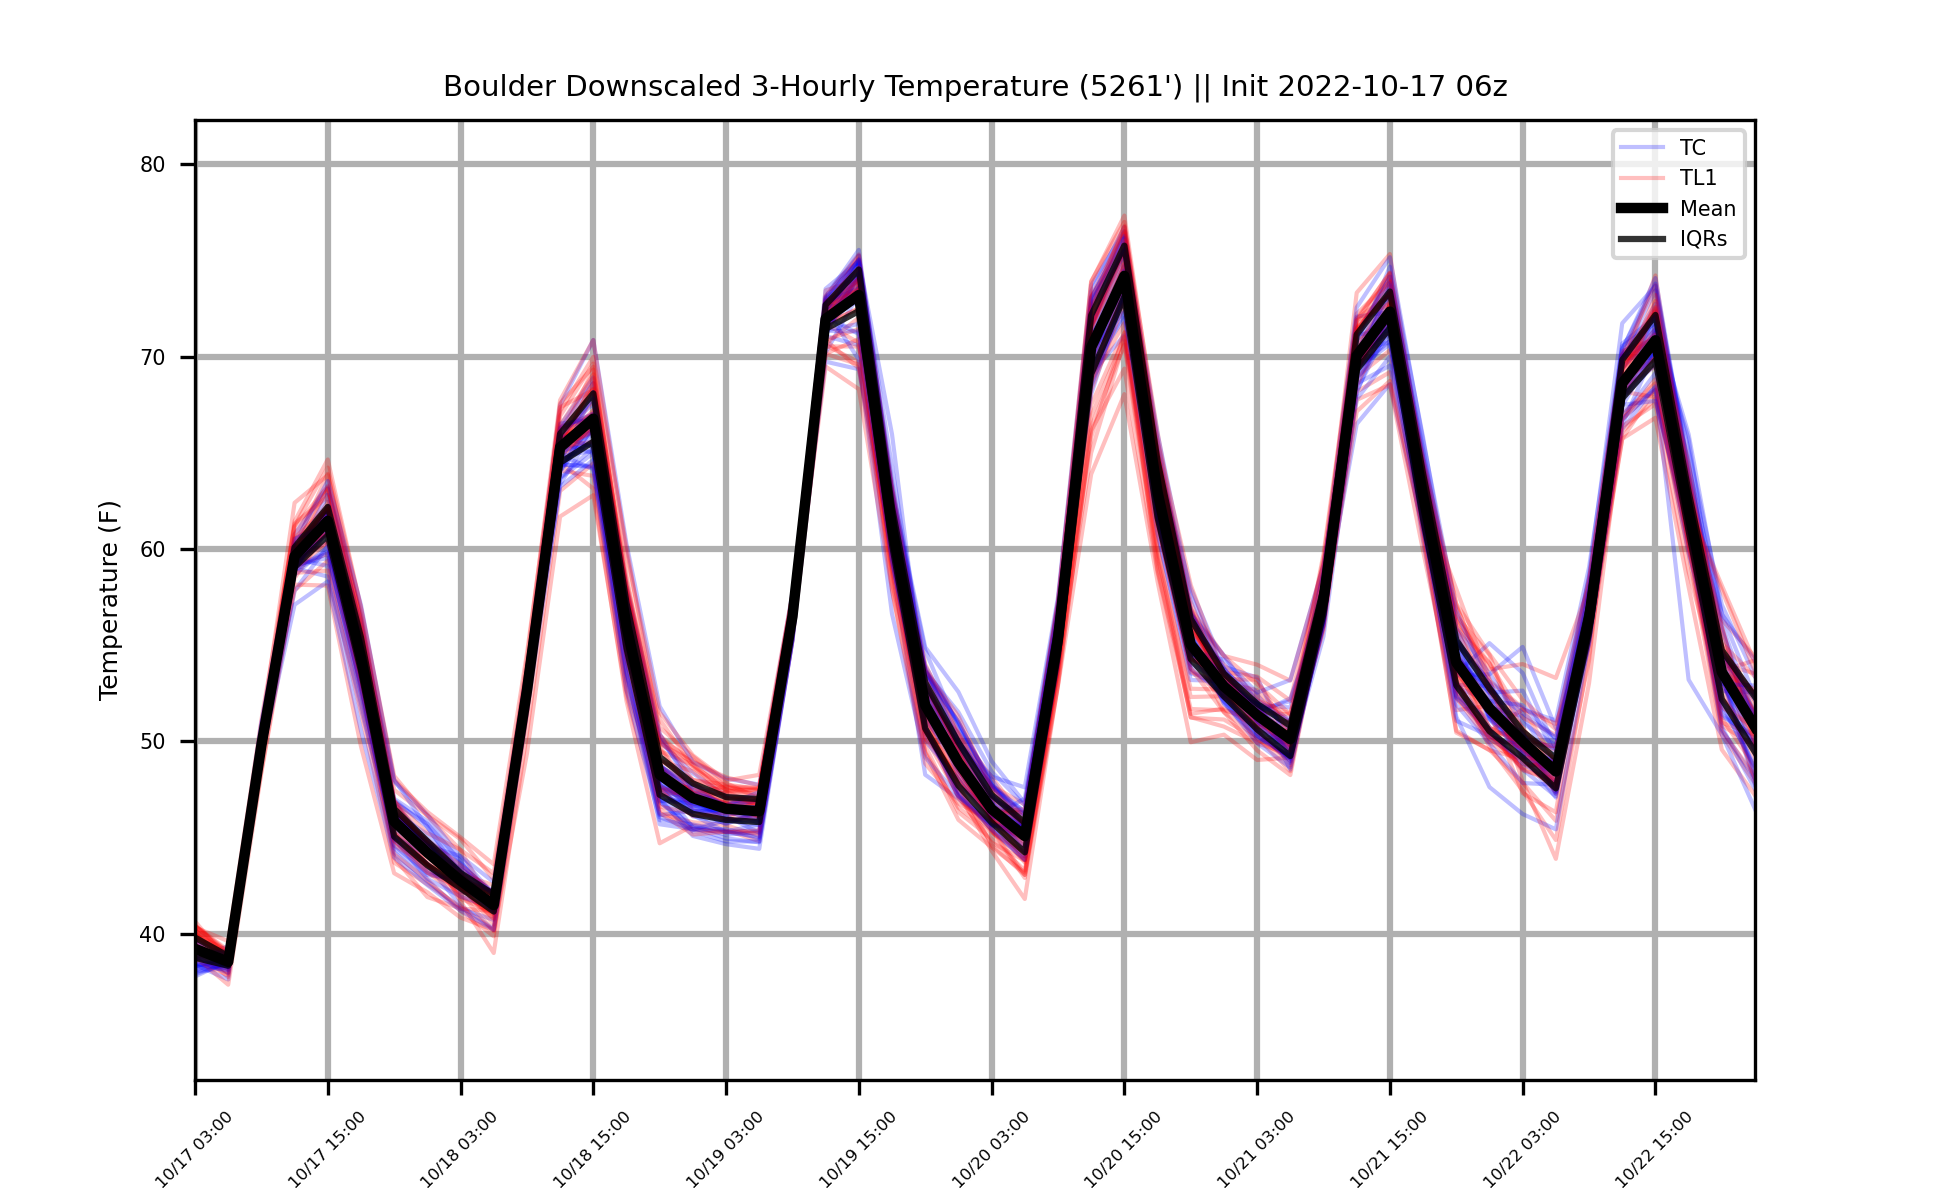 Boulder Downscaled 3-Hourly Temperature (5261') || Init 2022-10-17 06z
TC
TL1
Mean
IQRs
Temperature (F)
80
70
60
50
40
10/17 03:00
10/17 15:00
10/18 03:00
10/18 15:00
10/19 03:00
10/19 15:00
10/20 03:00
10/20 15:00
10/21 03:00
10/21 15:00
10/22 03:00
10/22 15:00